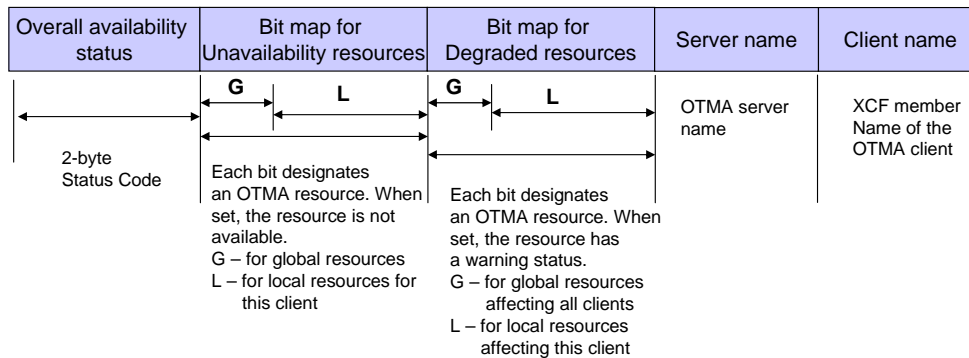 Overall availability
status
Bit map for
Unavailability resources
Bit map for
Degraded resources
Server name
Client name
G
L
G
L
2-byte
Status Code
Each bit designates
an OTMA resource. When
set, the resource is not
available.
G – for global resources
L – for local resources for
this client
Each bit designates
an OTMA resource. When
set, the resource has
a warning status.
G – for global resources
affecting all clients
L – for local resources
affecting this client
OTMA server
name
XCF member
Name of the
OTMA client